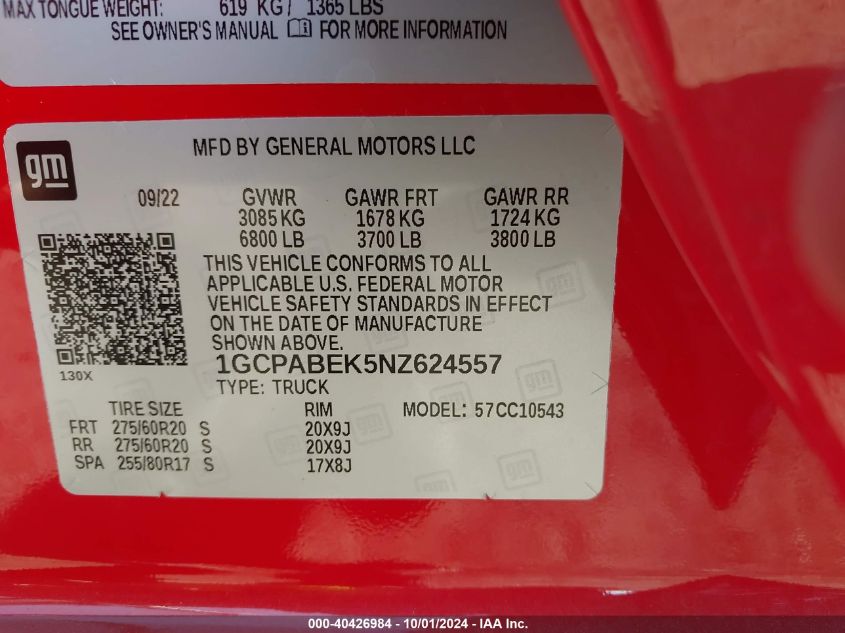 MAX TONGUE WEIGHT: 619 KG/ 1365 LBS
SEE OWNER'S MANUAL FOR MORE INFORMATION
gm
MFD BY GENERAL MOTORS LLC
09/22 GVWR GAWR FRT GAWR RR
3085 KG 1678 KG 1724 KG
6800 LB 3700 LB 3800 LB
THIS VEHICLE CONFORMS TO ALL
APPLICABLE U.S. FEDERAL MOTOR
VEHICLE SAFETY STANDARDS IN EFFECT
ON THE DATE OF MANUFACTURE
SHOWN ABOVE.
130X
1GCPABEK5NZ624557
TYPE: TRUCK
TIRE SIZE RIM MODEL: 57CC10543
FRT 275/60R20 S 20X9J
RR 275/60R20 S 20X9J
SPA 255/80R17 S 17X8J
000-40426984 - 10/01/2024 - IAA Inc.